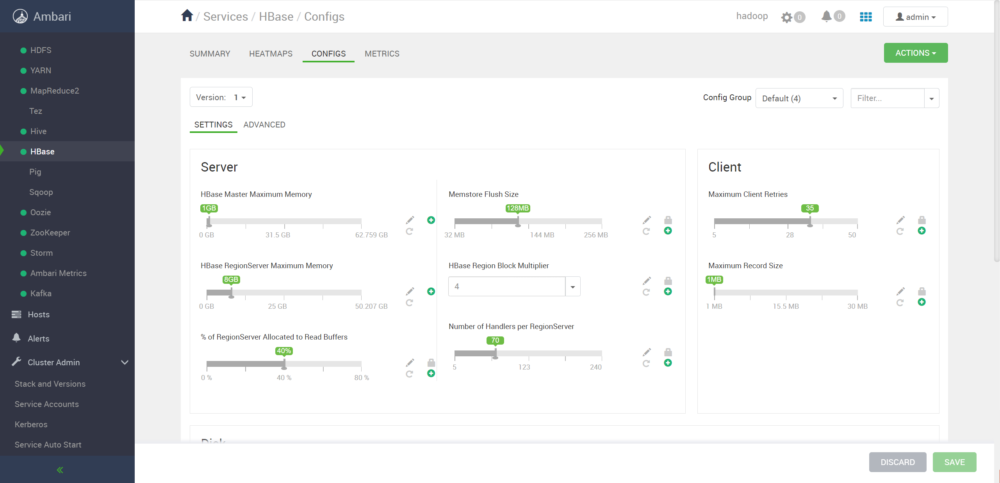 Ambari
HDFS
YARN
MapReduce2
Tez
Hive
HBase
Pig
Sqoop
Oozie
ZooKeeper
Storm
Ambari Metrics
Kafka
Hosts
Alerts
Cluster Admin
Stack and Versions
Service Accounts
Kerberos
Service Auto Start
/ Services / HBase / Configs
hadoop 0 0 admin
SUMMARY HEATMAPS CONFIGS METRICS
ACTIONS
Version: 1
Config Group Default (4) Filter...
SETTINGS ADVANCED
Server
HBase Master Maximum Memory
1GB
0 GB 31.5 GB 62.759 GB
HBase RegionServer Maximum Memory
8GB
0 GB 25 GB 50.207 GB
% of RegionServer Allocated to Read Buffers
40%
0 % 40 % 80 %
Memstore Flush Size
128MB
32 MB 144 MB 256 MB
HBase Region Block Multiplier
4
Number of Handlers per RegionServer
70
5 123 240
Client
Maximum Client Retries
35
5 28 50
Maximum Record Size
1MB
1 MB 15.5 MB 30 MB
Disk
DISCARD SAVE